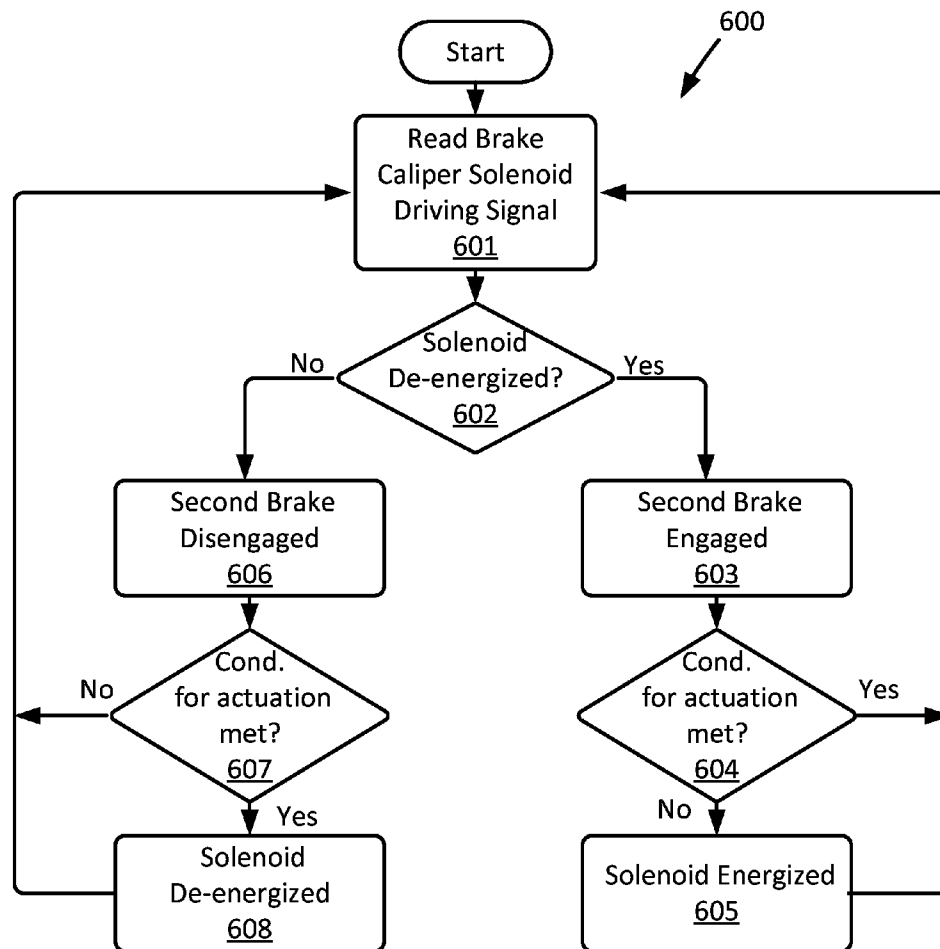 600
Start
Read Brake
Caliper Solenoid
Driving Signal
601
Solenoid
De-energized?
602
No
Yes
Second Brake
Disengaged
606
Second Brake
Engaged
603
Cond.
for actuation
met?
607
No
Yes
Cond.
for actuation
met?
604
Yes
No
Solenoid
De-energized
608
Solenoid Energized
605